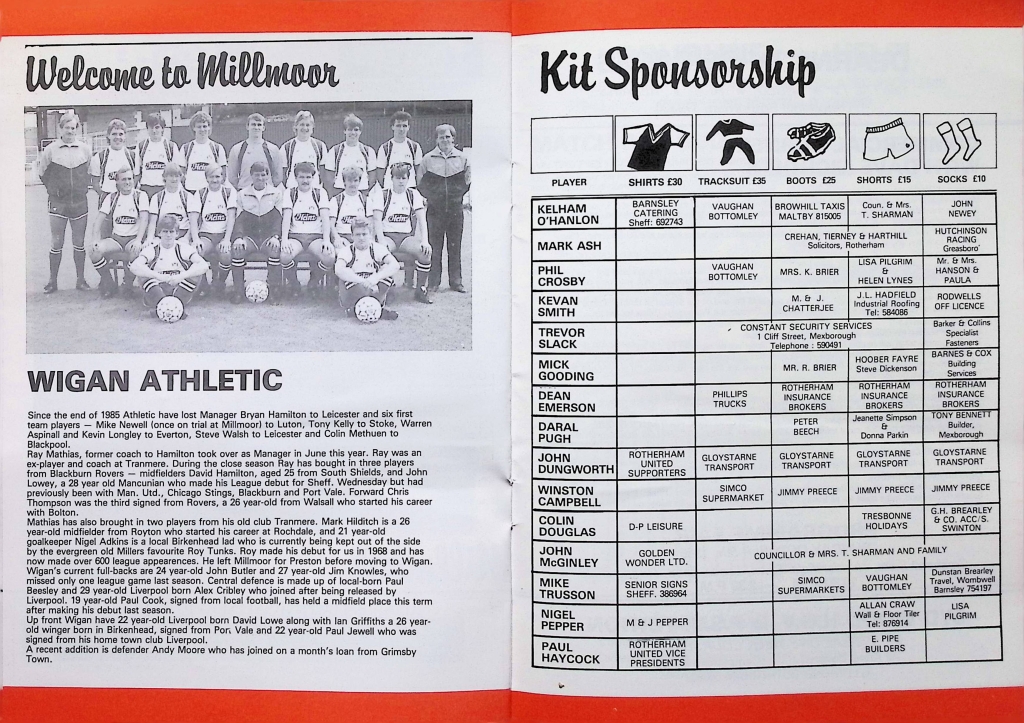 Welcome to Millmoor
WIGAN ATHLETIC
Since the end of 1985 Athletic have lost Manager Bryan Hamilton to Leicester and six first
team players — Mike Newell (once on trial at Millmoor) to Luton, Tony Kelly to Stoke, Warren
Aspinall and Kevin Longley to Everton, Steve Walsh to Leicester and Colin Methuen to
Blackpool.
Ray Mathias, former coach to Hamilton took over as Manager in June this year. Ray was an
ex-player and coach at Tranmere. During the close season Ray has bought in three players
from Blackburn Rovers — midfielders David Hamilton, aged 25 from South Shields, and John
Lowey, a 28 year old Mancunian who made his League debut for Sheff. Wednesday but had
previously been with Man. Utd., Chicago Stings, Blackburn and Port Vale. Forward Chris
Thompson was the third signed from Rovers, a 26 year-old from Walsall who started his career
with Bolton.
Mathias has also brought in two players from his old club Tranmere. Mark Hilditch is a 26
year-old midfielder from Royton who started his career at Rochdale, and 21 year-old
goalkeeper Nigel Adkins is a local Birkenhead lad who is currently being kept out of the side
by the evergreen old Millers favourite Roy Tunks. Roy made his debut for us in 1968 and has
now made over 600 league appearences. He left Millmoor for Preston before moving to Wigan.
Wigan's current full-backs are 24 year-old John Butler and 27 year-old Jim Knowles, who
missed only one league game last season. Central defence is made up of local-born Paul
Beesley and 29 year-old Liverpool born Alex Cribley who joined after being released by
Liverpool. 19 year-old Paul Cook, signed from local football, has held a midfield place this term
after making his debut last season.
Up front Wigan have 22 year-old Liverpool born David Lowe along with Ian Griffiths a 26 year-
old winger born in Birkenhead, signed from Port Vale and 22 year-old Paul Jewell who was
signed from his home town club Liverpool.
A recent addition is defender Andy Moore who has joined on a month's loan from Grimsby
Town.
Kit Sponsorship
PLAYER SHIRTS £30 TRACKSUIT £35 BOOTS £25 SHORTS £15 SOCKS £10
KELHAM O'HANLON
BARNSLEY CATERING Sheff: 692743
VAUGHAN BOTTOMLEY
BROWHILL TAXIS MALTBY 815005
Coun. & Mrs. T. SHARMAN
JOHN NEWEY
MARK ASH
CREHAN, TIERNEY & HARTHILL Solicitors, Rotherham
HUTCHINSON RACING Greasboro'
PHIL CROSBY
VAUGHAN BOTTOMLEY
MRS. K. BRIER
LISA PILGRIM & HELEN LYNES
Mr. & Mrs. HANSON & PAULA
KEVAN SMITH
M. & J. CHATTERJEE
J.L. HADFIELD Industrial Roofing Tel: 584086
RODWELLS OFF LICENCE
TREVOR SLACK
CONSTANT SECURITY SERVICES
1 Cliff Street, Mexborough
Telephone : 590491
Barker & Collins Specialist Fasteners
MICK GOODING
MR. R. BRIER
HOOBER FAYRE Steve Dickenson
BARNES & COX Building Services
DEAN EMERSON
PHILLIPS TRUCKS
ROTHERHAM INSURANCE BROKERS
ROTHERHAM INSURANCE BROKERS
ROTHERHAM INSURANCE BROKERS
DARAL PUGH
PETER BEECH
Jeanette Simpson & Donna Parkin
TONY BENNETT Builder, Mexborough
JOHN DUNGWORTH
ROTHERHAM UNITED SUPPORTERS
GLOYSTARNE TRANSPORT
GLOYSTARNE TRANSPORT
GLOYSTARNE TRANSPORT
GLOYSTARNE TRANSPORT
WINSTON CAMPBELL
SIMCO SUPERMARKET
JIMMY PREECE
JIMMY PREECE
JIMMY PREECE
COLIN DOUGLAS
D-P LEISURE
TRESBONNE HOLIDAYS
G.H. BREARLEY & CO. ACC/S. SWINTON
JOHN McGINLEY
GOLDEN WONDER LTD.
COUNCILLOR & MRS. T. SHARMAN AND FAMILY
MIKE TRUSSON
SENIOR SIGNS SHEFF. 386964
SIMCO SUPERMARKETS
VAUGHAN BOTTOMLEY
Dunstan Brearley Travel, Wombwell Barnsley 754197
NIGEL PEPPER
M & J PEPPER
ALLAN CRAW Wall & Floor Tiler Tel: 876914
LISA PILGRIM
PAUL HAYCOCK
ROTHERHAM UNITED VICE PRESIDENTS
E. PIPE BUILDERS